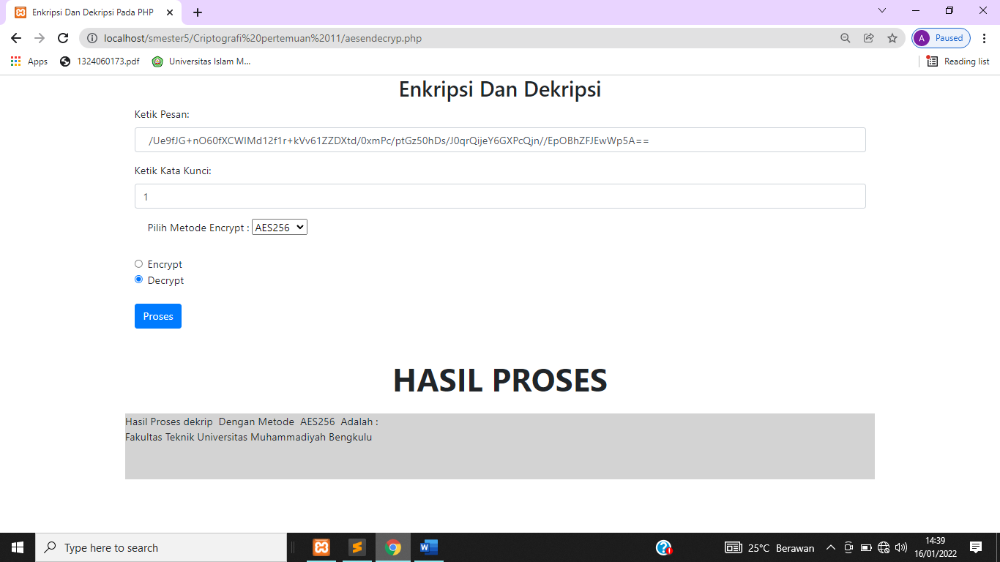 Enkripsi Dan Dekripsi Pada PHP
localhost/smester5/Criptografi%20pertemuan%2011/aesendecryp.php
A Paused
Apps 1324060173.pdf Universitas Islam M... Reading list
Enkripsi Dan Dekripsi
Ketik Pesan:
/Ue9fJG+nO60fXCWIMd12f1r+kVv61ZZDXtd/0xmPc/ptGz50hDs/J0qrQijeY6GXPcQjn//EpOBhZFJEwWp5A==
Ketik Kata Kunci:
1
Pilih Metode Encrypt : AES256
Encrypt
Decrypt
Proses
HASIL PROSES
Hasil Proses dekrip Dengan Metode AES256 Adalah :
Fakultas Teknik Universitas Muhammadiyah Bengkulu
Type here to search
25°C Berawan
14:39
16/01/2022